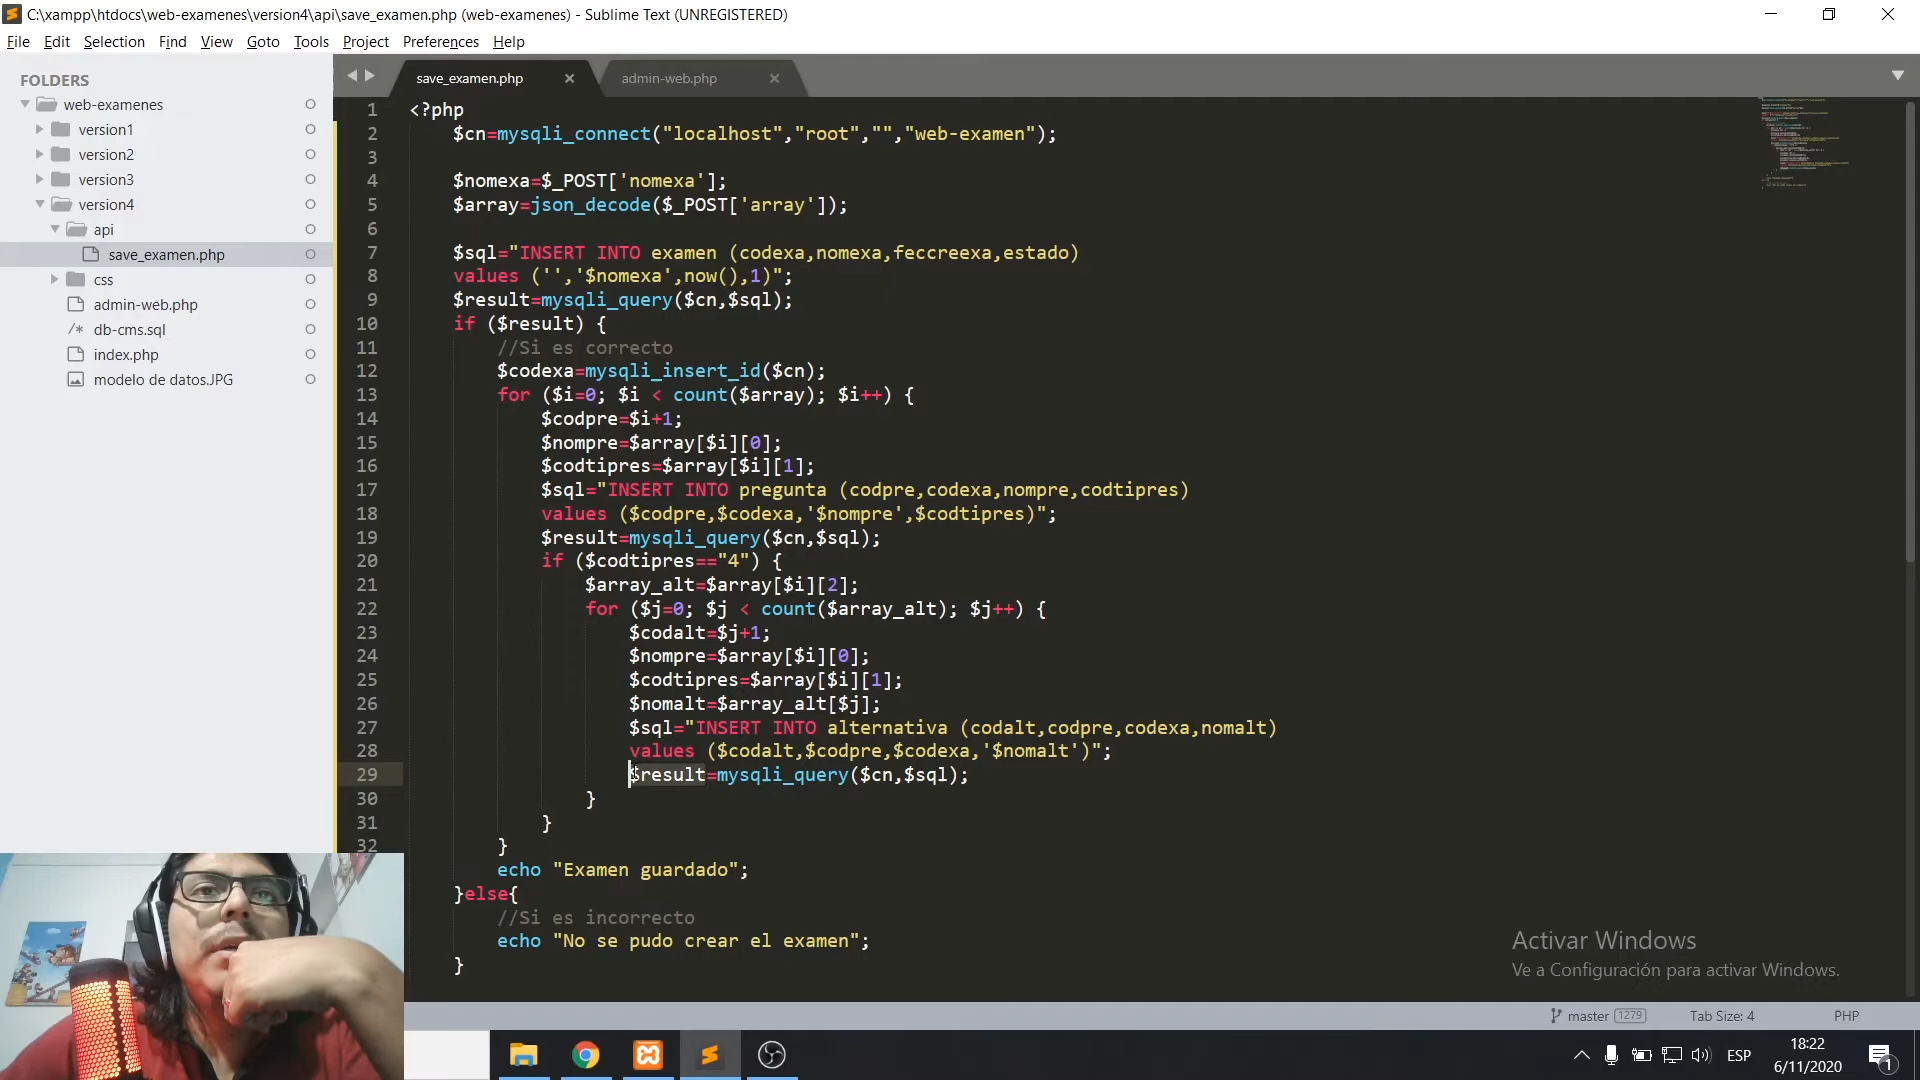 C:\xampp\htdocs\web-examenes\version4\api\save_examen.php (web-examenes) - Sublime Text (UNREGISTERED)
File Edit Selection Find View Goto Tools Project Preferences Help
FOLDERS
web-examenes
version1
version2
version3
version4
api
save_examen.php
css
admin-web.php
/* db-cms.sql
index.php
modelo de datos.JPG
save_examen.php
admin-web.php
1 <?php
2 $cn=mysqli_connect("localhost","root","","web-examen");
3
4 $nomexa=$_POST['nomexa'];
5 $array=json_decode($_POST['array']);
6
7 $sql="INSERT INTO examen (codexa,nomexa,feccreexa,estado)
8 values ('','$nomexa',now(),1)";
9 $result=mysqli_query($cn,$sql);
10 if ($result) {
11 //Si es correcto
12 $codexa=mysqli_insert_id($cn);
13 for ($i=0; $i < count($array); $i++) {
14 $codpre=$i+1;
15 $nompre=$array[$i][0];
16 $codtipres=$array[$i][1];
17 $sql="INSERT INTO pregunta (codpre,codexa,nompre,codtipres)
18 values ($codpre,$codexa,'$nompre',$codtipres)";
19 $result=mysqli_query($cn,$sql);
20 if ($codtipres=="4") {
21 $array_alt=$array[$i][2];
22 for ($j=0; $j < count($array_alt); $j++) {
23 $codalt=$j+1;
24 $nompre=$array[$i][0];
25 $codtipres=$array[$i][1];
26 $nomalt=$array_alt[$j];
27 $sql="INSERT INTO alternativa (codalt,codpre,codexa,nomalt)
28 values ($codalt,$codpre,$codexa,'$nomalt')";
29 $result=mysqli_query($cn,$sql);
30 }
31 }
32 }
echo "Examen guardado";
}else{
//Si es incorrecto
echo "No se pudo crear el examen";
}
Activar Windows
Ve a Configuración para activar Windows.
master 1279 Tab Size: 4 PHP
ESP
18:22
6/11/2020
1